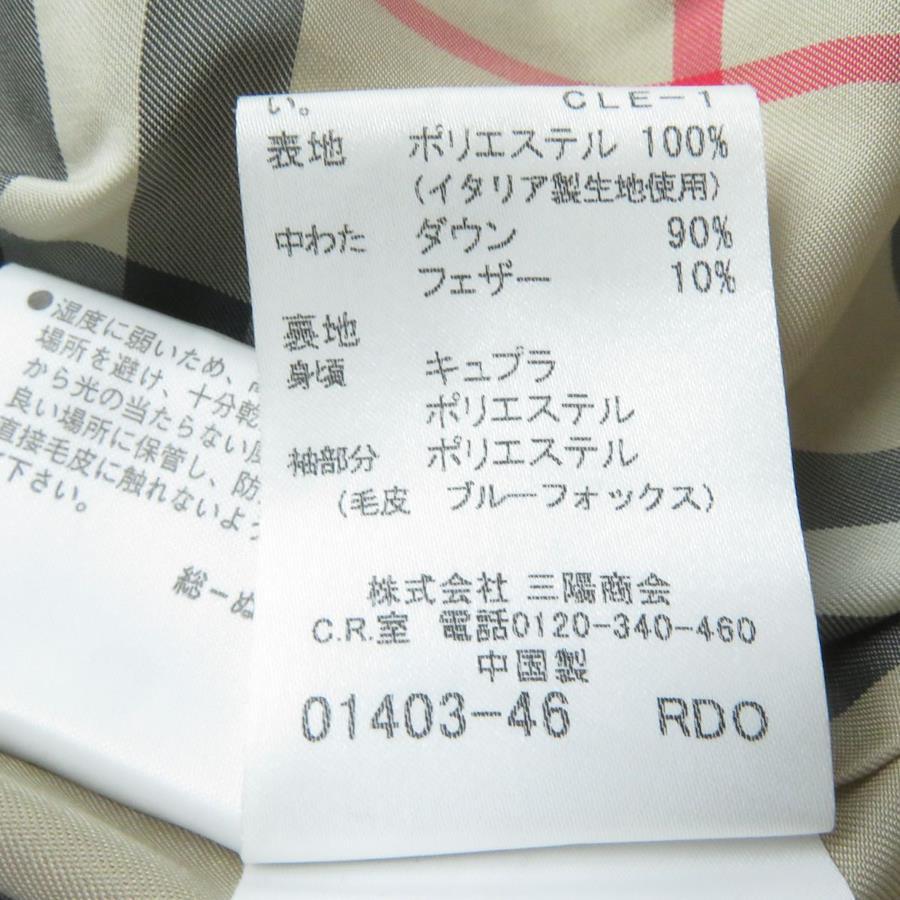 い。 CLE-1
表地 ポリエステル 100%
(イタリア製生地使用)
中わた ダウン 90%
フェザー 10%
裏地
身頃 キュプラ
ポリエステル
袖部分 ポリエステル
(毛皮 ブルーフォックス)
株式会社 三陽商会
C.R.室 電話0120-340-460
中国製
01403-46 RDO
●湿度に弱いため、
場所を避け、十分乾
から光の当たらない
良い場所に保管し、防
直接毛皮に触れないよう
下さい。
総一ぬ